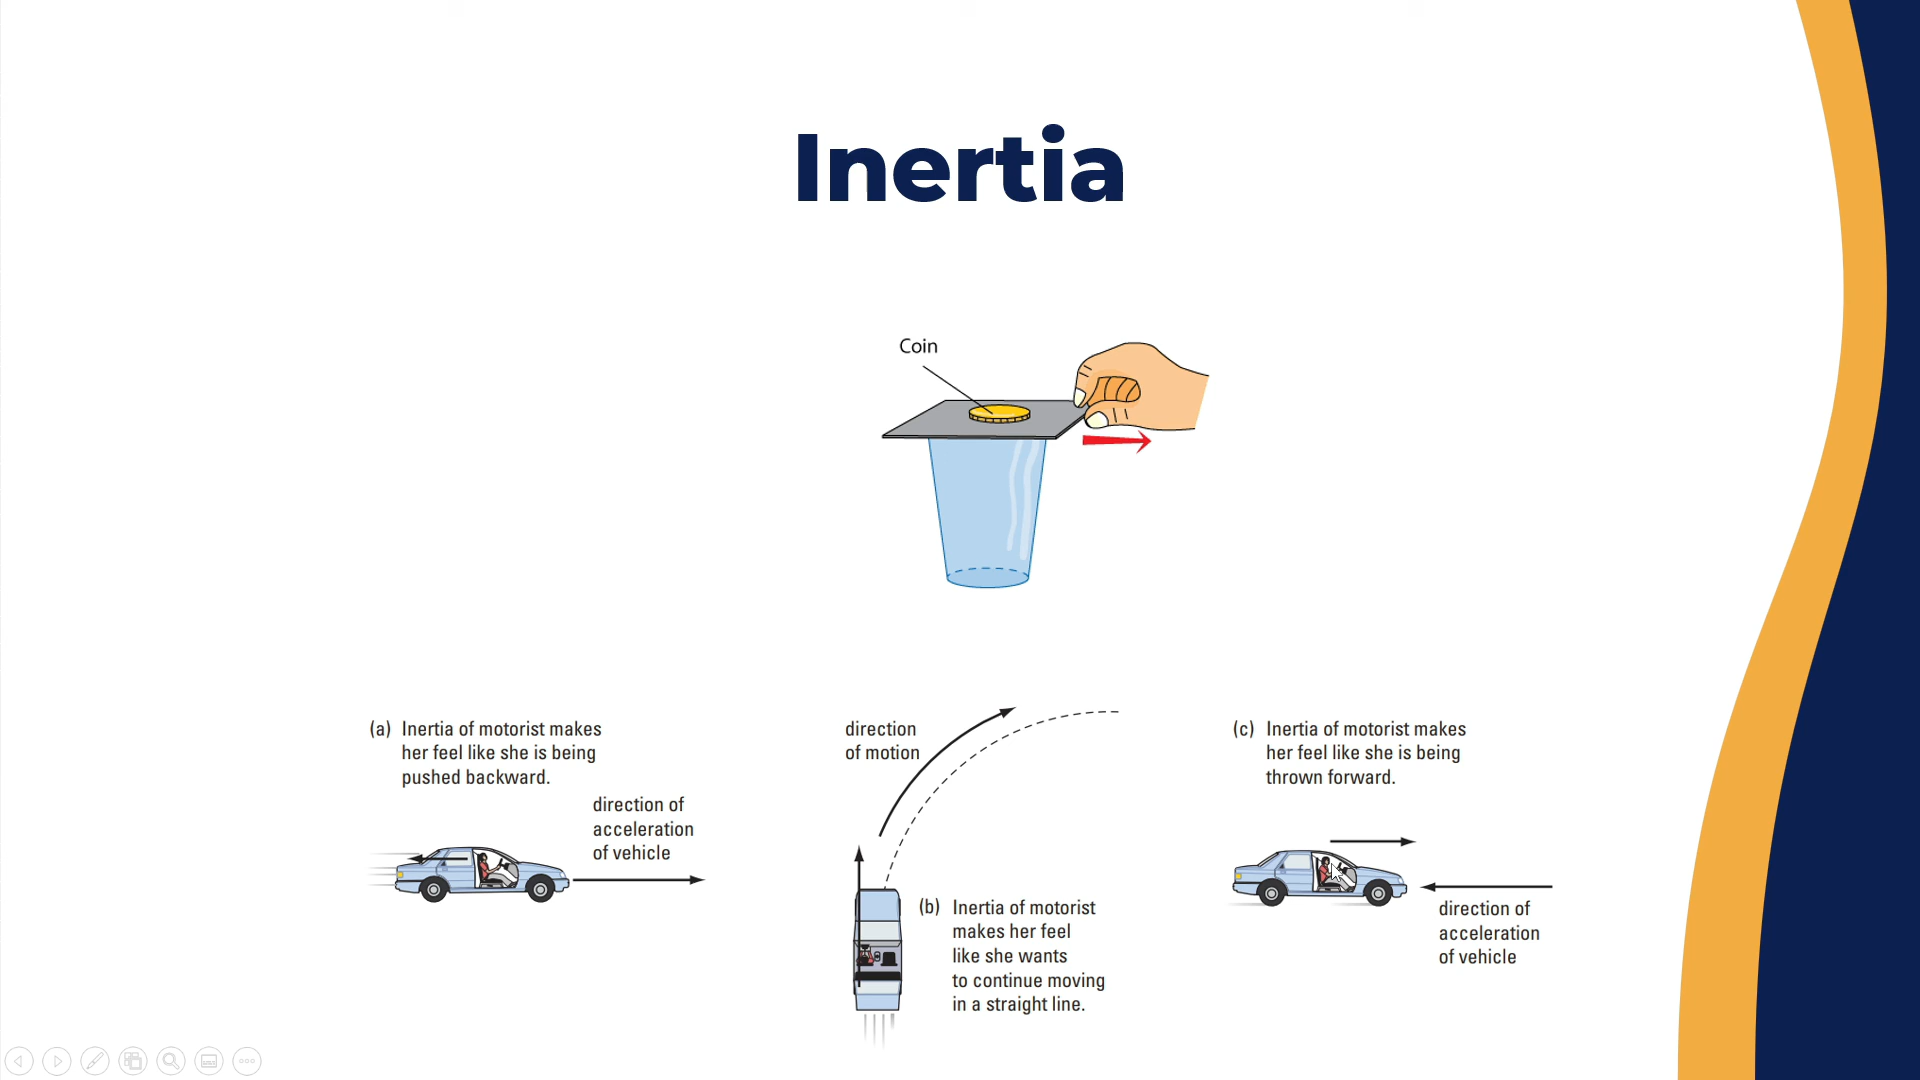 Inertia
Coin
(a) Inertia of motorist makes
her feel like she is being
pushed backward.
direction of
acceleration
of vehicle
direction
of motion
(b) Inertia of motorist
makes her feel
like she wants
to continue moving
in a straight line.
(c) Inertia of motorist makes
her feel like she is being
thrown forward.
direction of
acceleration
of vehicle